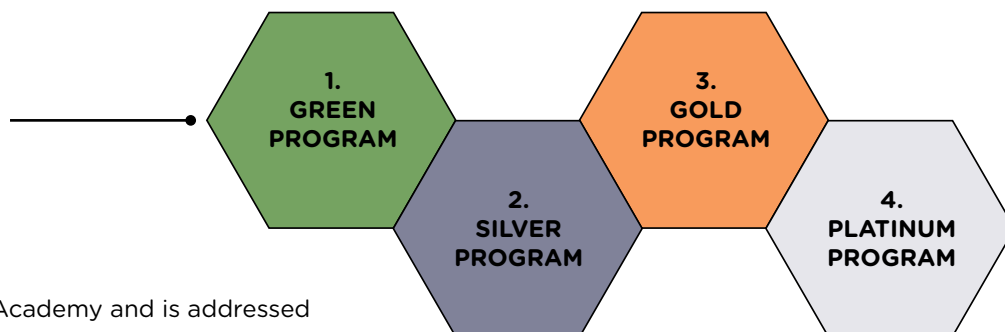 1.
GREEN
PROGRAM
2.
SILVER
PROGRAM
3.
GOLD
PROGRAM
4.
PLATINUM
PROGRAM
Academy and is addressed